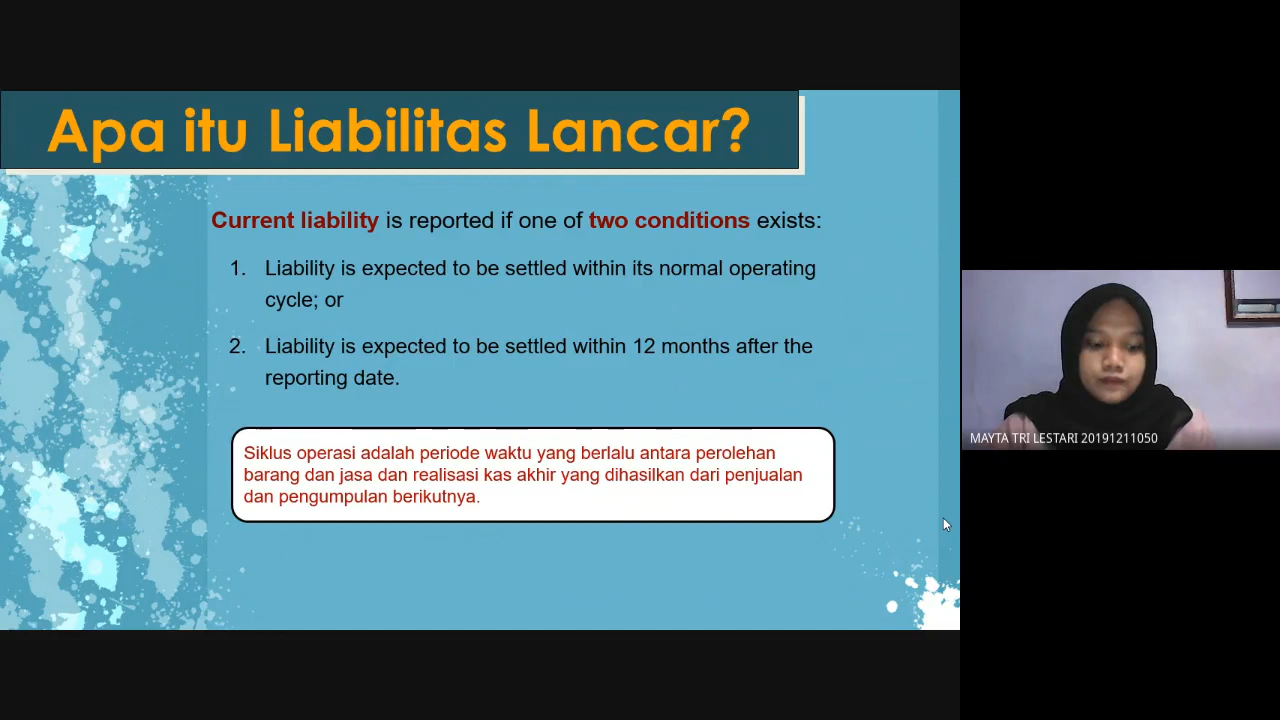 Apa itu Liabilitas Lancar?
Current liability is reported if one of two conditions exists:
1. Liability is expected to be settled within its normal operating
cycle; or
2. Liability is expected to be settled within 12 months after the
reporting date.
Siklus operasi adalah periode waktu yang berlalu antara perolehan
barang dan jasa dan realisasi kas akhir yang dihasilkan dari penjualan
dan pengumpulan berikutnya.
MAYTA TRI LESTARI 20191211050